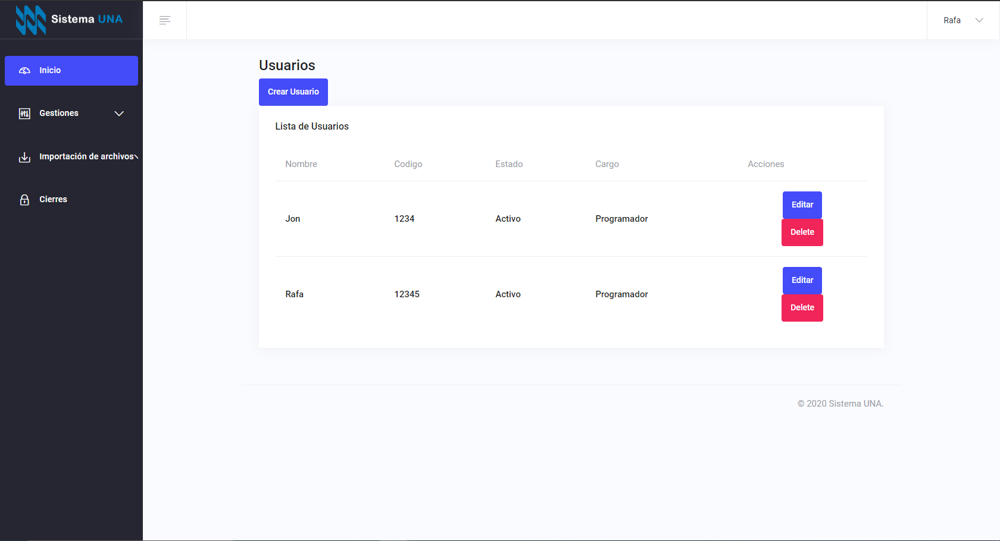 Sistema UNA
Rafa
Inicio
Gestiones
Importación de archivos
Cierres
Usuarios
Crear Usuario
Lista de Usuarios
Nombre Codigo Estado Cargo Acciones
Jon 1234 Activo Programador Editar
Delete
Rafa 12345 Activo Programador Editar
Delete
© 2020 Sistema UNA.